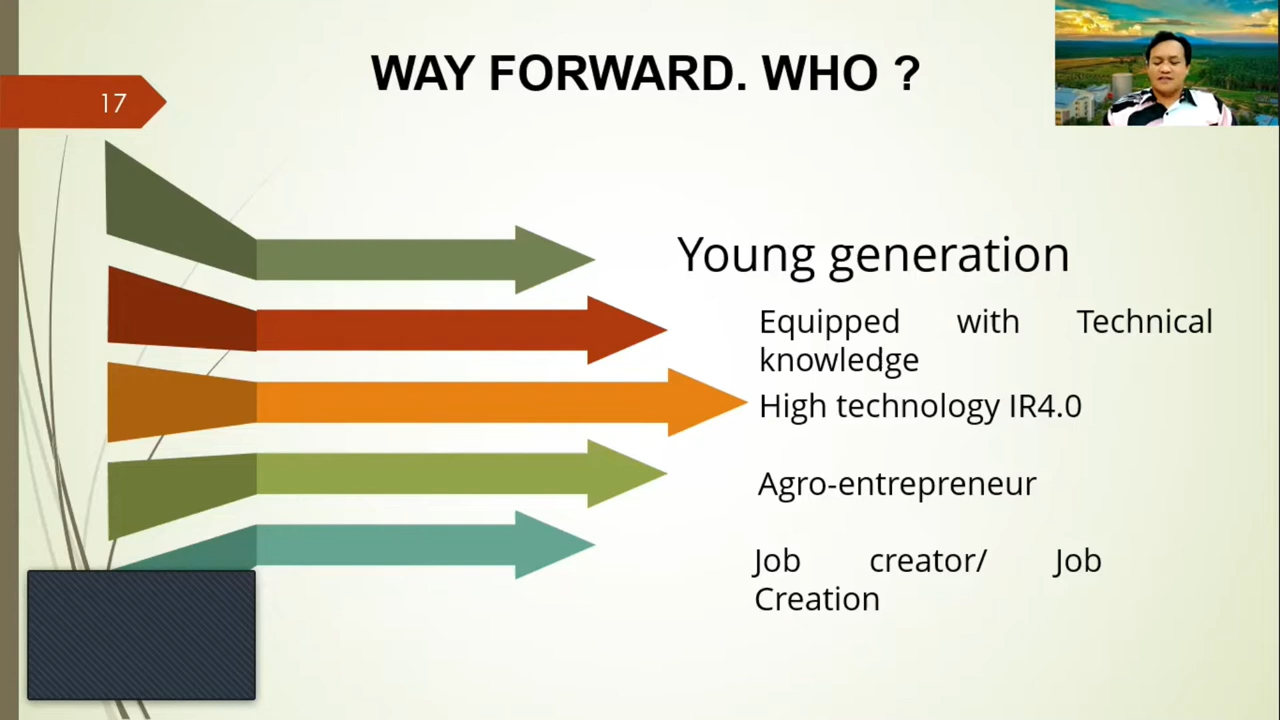 WAY FORWARD. WHO ?
17
Young generation
Equipped with Technical
knowledge
High technology IR4.0
Agro-entrepreneur
Job creator/ Job
Creation